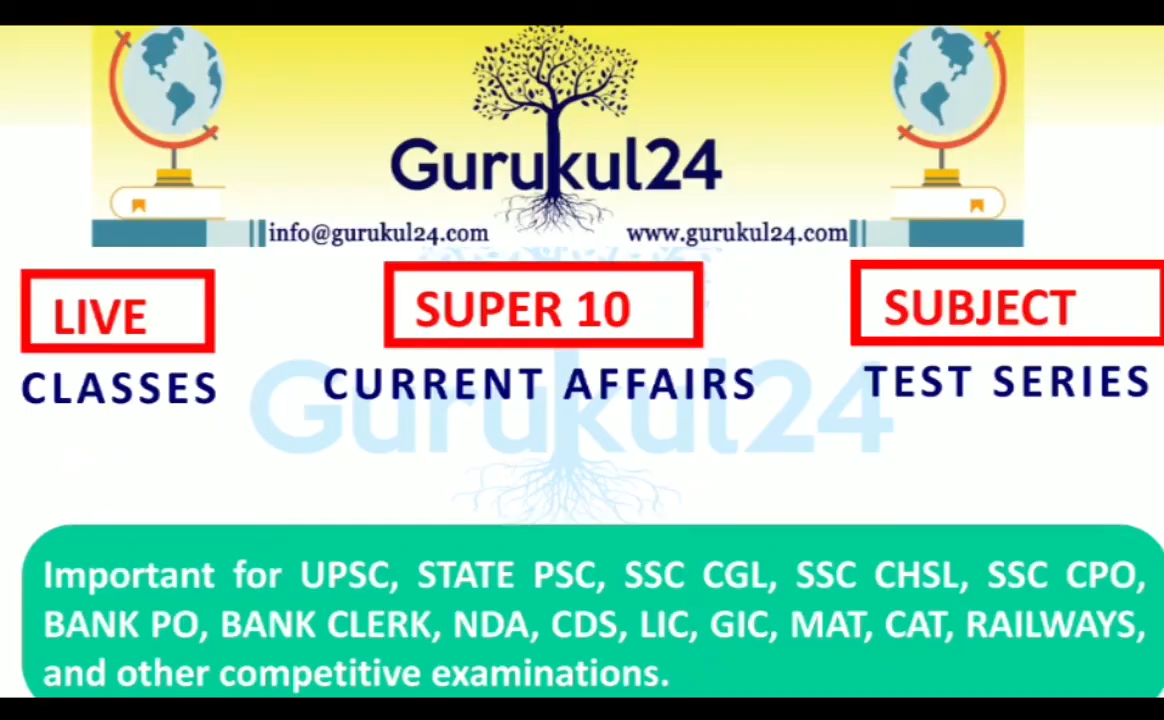 Gurukul24
info@gurukul24.com www.gurukul24.com
LIVE SUPER 10 SUBJECT
CLASSES CURRENT AFFAIRS TEST SERIES
Gurukul24
Important for UPSC, STATE PSC, SSC CGL, SSC CHSL, SSC CPO,
BANK PO, BANK CLERK, NDA, CDS, LIC, GIC, MAT, CAT, RAILWAYS,
and other competitive examinations.